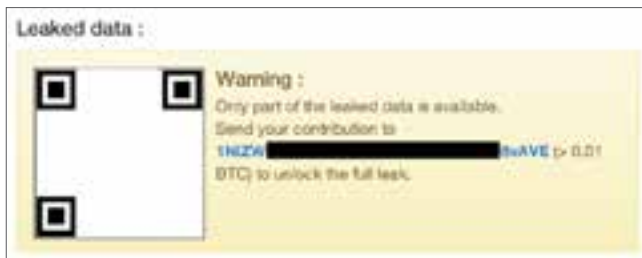 Leaked data :
Warning :
Only part of the leaked data is available.
Send your contribution to
(> 0.01
BTC) to unlock the full leak.